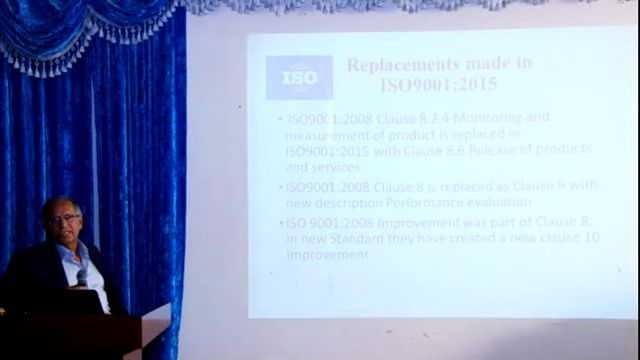 ISO
Replacements made in
ISO9001:2015
• ISO9001:2008 Clause 8.2.4 Monitoring and
measurement of product is replaced in
ISO9001:2015 with Clause 8.6 Release of products
and services
• ISO9001:2008 Clause 8 is replaced as Clause 9 with
new description Performance evaluation
• ISO 9001:2008 Improvement was part of Clause 8,
in new Standard they have created a new clause 10
Improvement